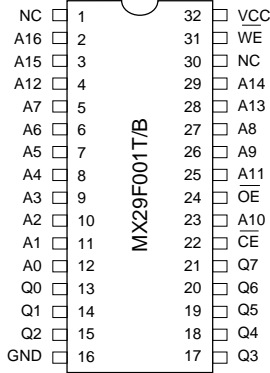 NC 1 32 VCC
A16 2 31 W̅E̅
A15 3 30 NC
A12 4 29 A14
A7 5 28 A13
A6 6 27 A8
A5 7 26 A9
A4 8 25 A11
A3 9 24 O̅E̅
A2 10 23 A10
A1 11 22 C̅E̅
A0 12 21 Q7
Q0 13 20 Q6
Q1 14 19 Q5
Q2 15 18 Q4
GND 16 17 Q3
MX29F001T/B